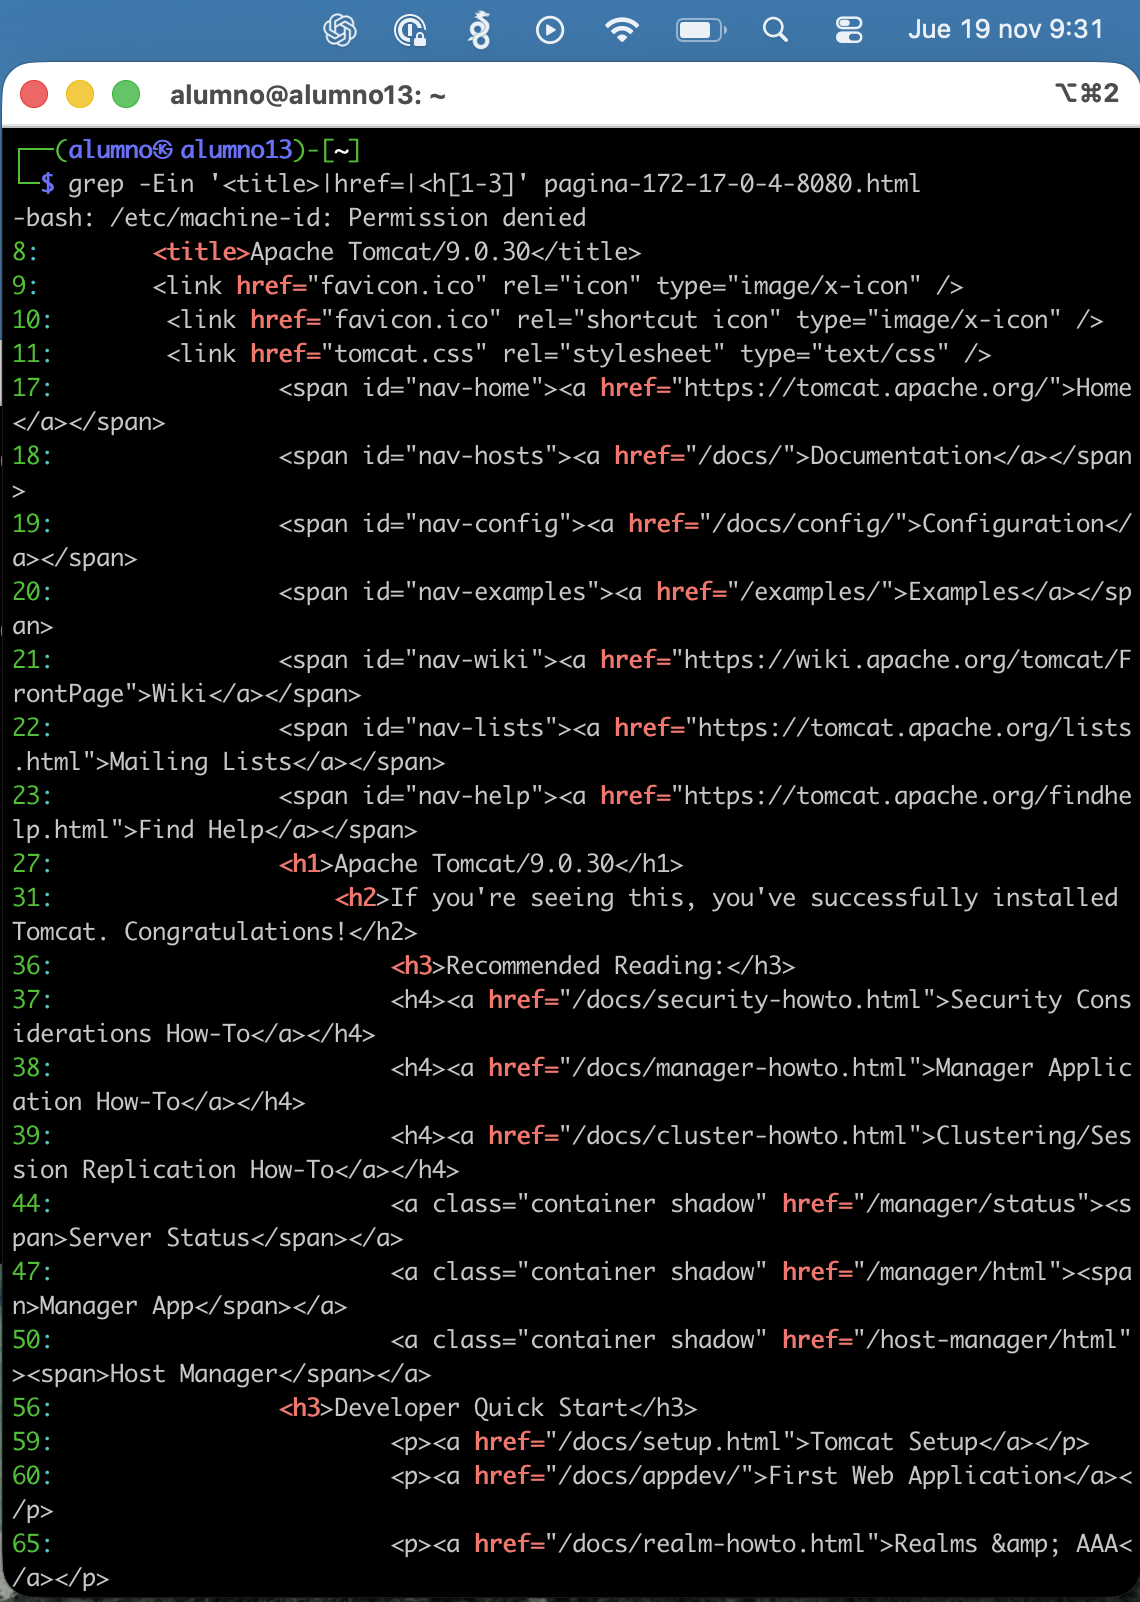 Jue 19 nov 9:31
alumno@alumno13: ~
⌥⌘2
┌──(alumno㉿ alumno13)-[~]
└─$ grep -Ein '<title>|href=|<h[1-3]' pagina-172-17-0-4-8080.html
-bash: /etc/machine-id: Permission denied
8:        <title>Apache Tomcat/9.0.30</title>
9:        <link href="favicon.ico" rel="icon" type="image/x-icon" />
10:        <link href="favicon.ico" rel="shortcut icon" type="image/x-icon" />
11:        <link href="tomcat.css" rel="stylesheet" type="text/css" />
17:                <span id="nav-home"><a href="https://tomcat.apache.org/">Home
</a></span>
18:                <span id="nav-hosts"><a href="/docs/">Documentation</a></span
>
19:                <span id="nav-config"><a href="/docs/config/">Configuration</
a></span>
20:                <span id="nav-examples"><a href="/examples/">Examples</a></sp
an>
21:                <span id="nav-wiki"><a href="https://wiki.apache.org/tomcat/F
rontPage">Wiki</a></span>
22:                <span id="nav-lists"><a href="https://tomcat.apache.org/lists
.html">Mailing Lists</a></span>
23:                <span id="nav-help"><a href="https://tomcat.apache.org/findhe
lp.html">Find Help</a></span>
27:                <h1>Apache Tomcat/9.0.30</h1>
31:                    <h2>If you're seeing this, you've successfully installed
Tomcat. Congratulations!</h2>
36:                        <h3>Recommended Reading:</h3>
37:                        <h4><a href="/docs/security-howto.html">Security Cons
iderations How-To</a></h4>
38:                        <h4><a href="/docs/manager-howto.html">Manager Applic
ation How-To</a></h4>
39:                        <h4><a href="/docs/cluster-howto.html">Clustering/Ses
sion Replication How-To</a></h4>
44:                        <a class="container shadow" href="/manager/status"><s
pan>Server Status</span></a>
47:                        <a class="container shadow" href="/manager/html"><spa
n>Manager App</span></a>
50:                        <a class="container shadow" href="/host-manager/html"
><span>Host Manager</span></a>
56:                <h3>Developer Quick Start</h3>
59:                        <p><a href="/docs/setup.html">Tomcat Setup</a></p>
60:                        <p><a href="/docs/appdev/">First Web Application</a><
/p>
65:                        <p><a href="/docs/realm-howto.html">Realms &amp; AAA<
/a></p>